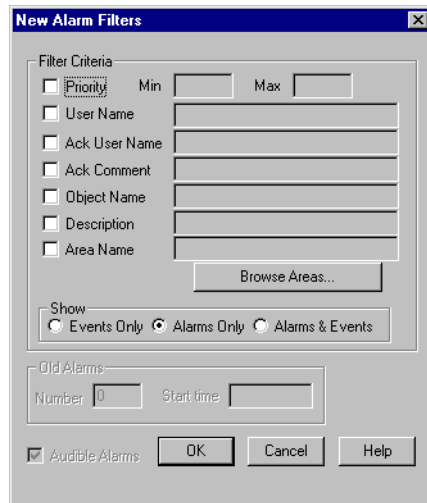 New Alarm Filters
Filter Criteria
Priority Min Max
User Name
Ack User Name
Ack Comment
Object Name
Description
Area Name
Browse Areas...
Show
Events Only Alarms Only Alarms & Events
Old Alarms
Number 0 Start time
Audible Alarms OK Cancel Help